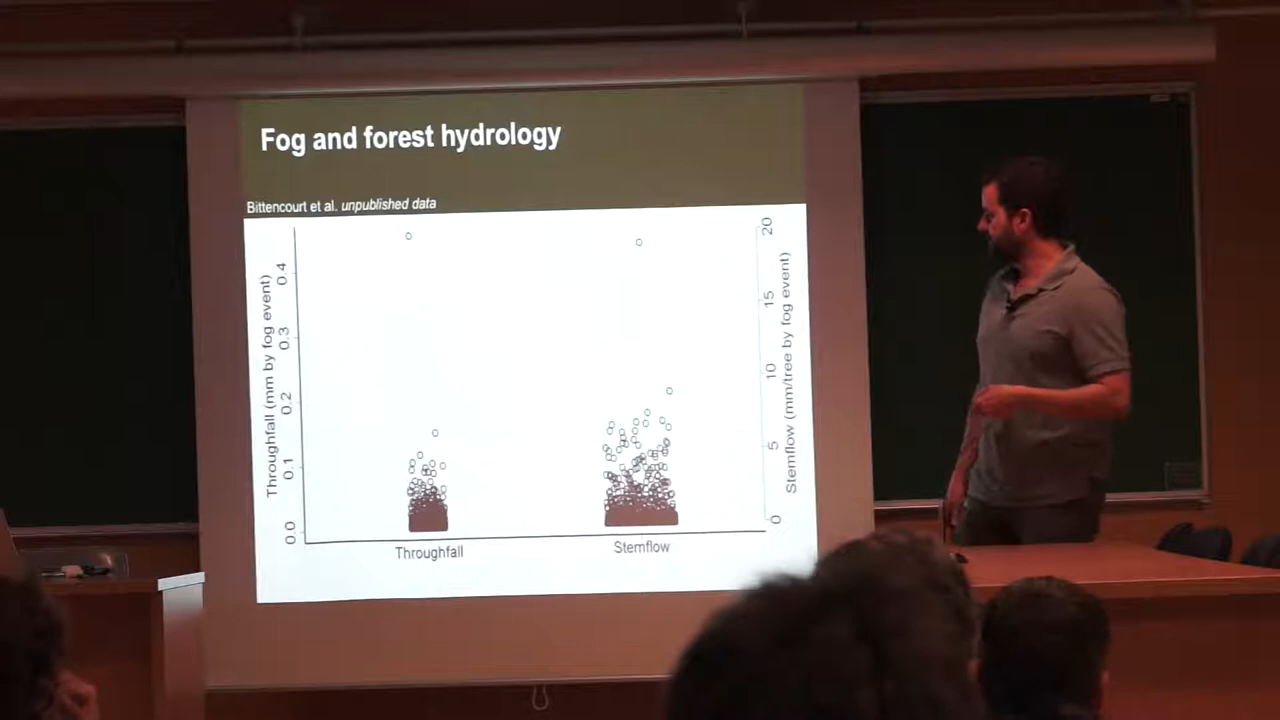 Fog and forest hydrology
Bittencourt et al. unpublished data
Throughfall (mm by fog event)
0.4
0.3
0.2
0.1
0.0
20
15
10
5
0
Stemflow (mm/tree by fog event)
Throughfall
Stemflow